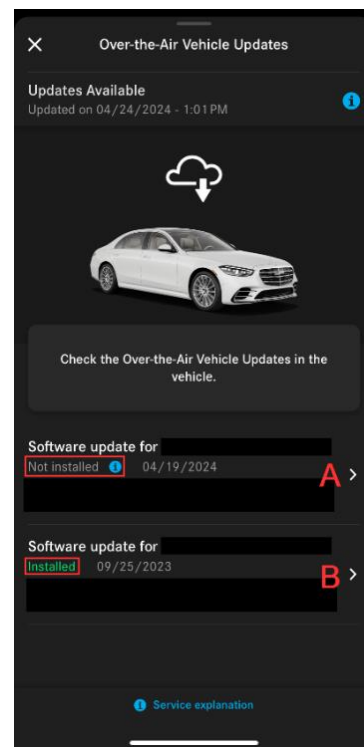 Over-the-Air Vehicle Updates
Updates Available
Updated on 04/24/2024 - 1:01 PM
Check the Over-the-Air Vehicle Updates in the
vehicle.
Software update for
Not installed 04/19/2024
A
Software update for
Installed 09/25/2023
B
Service explanation